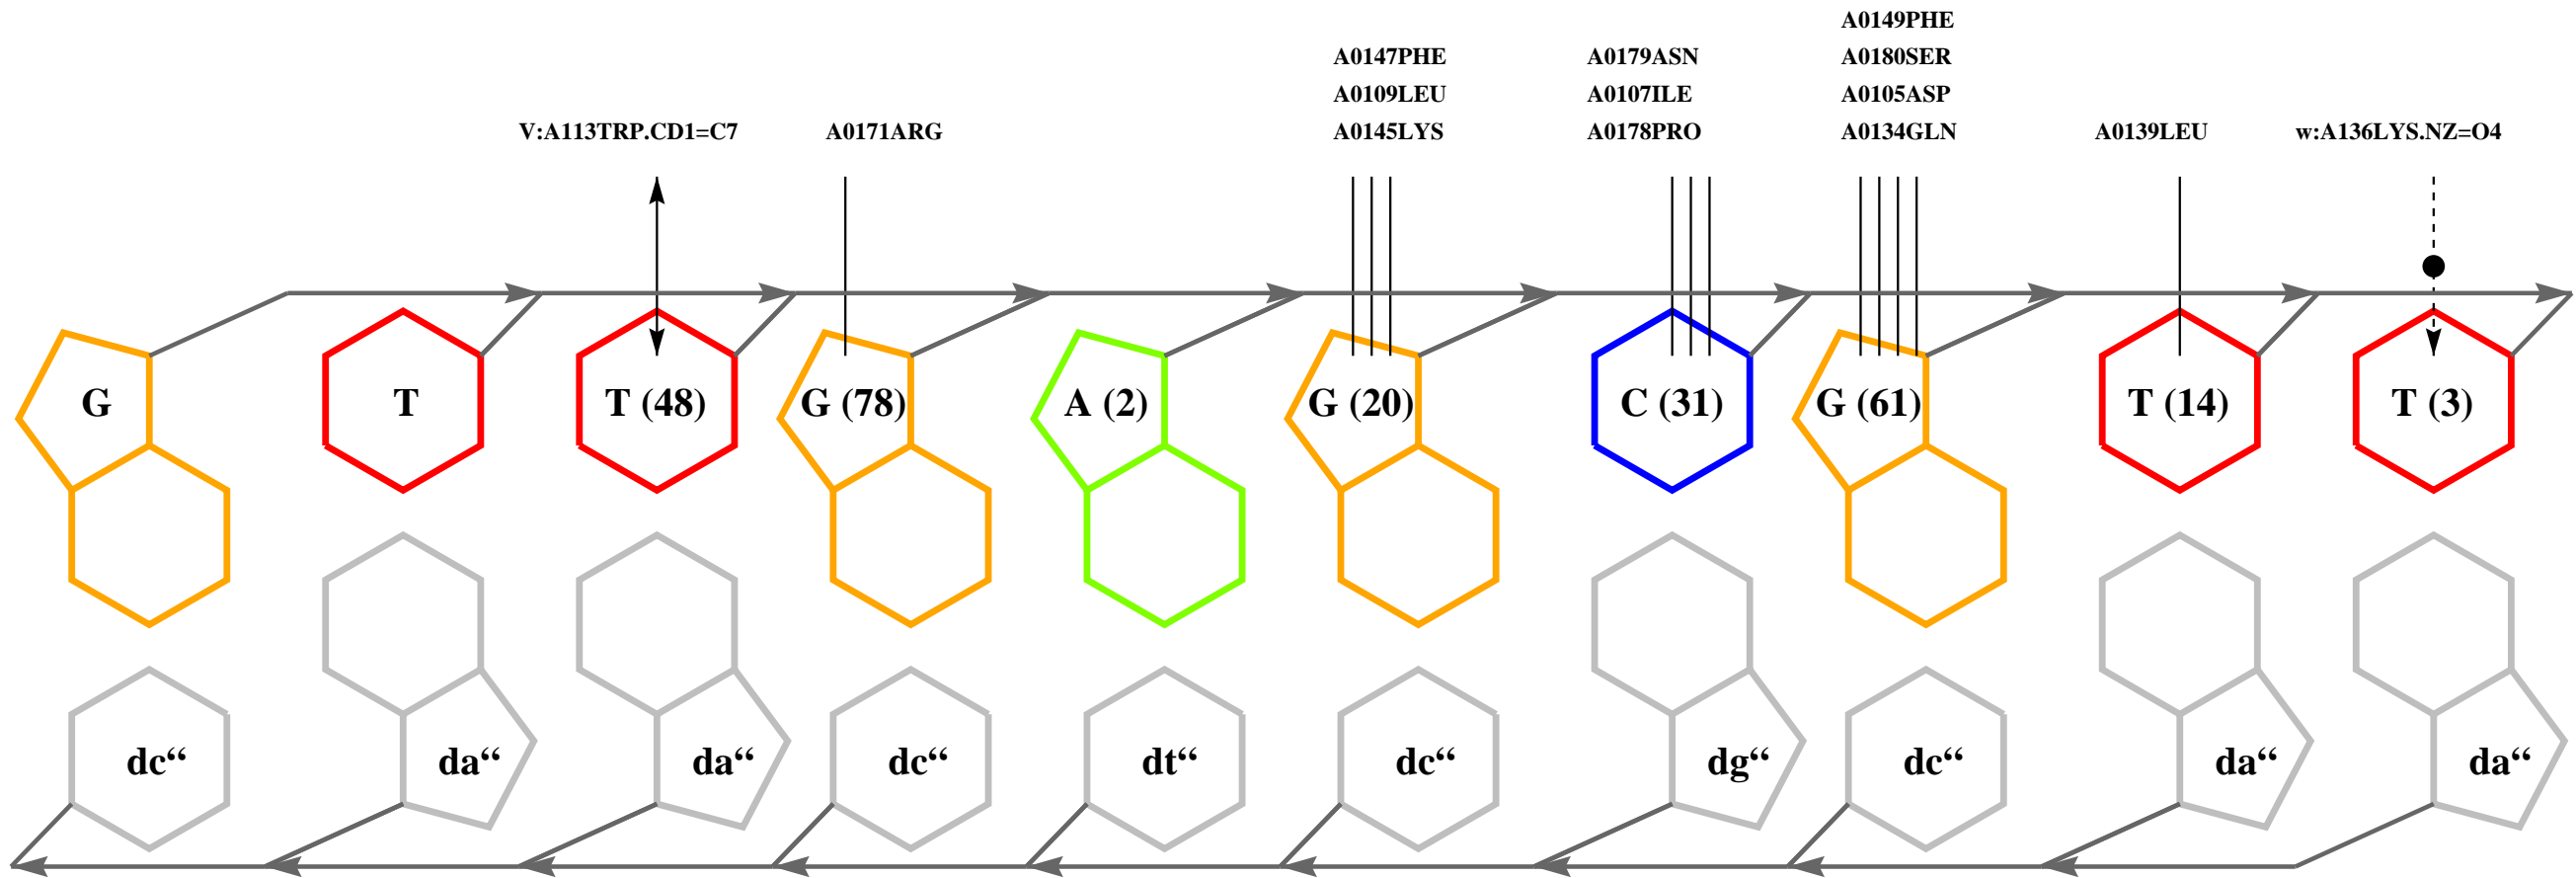 A0149PHE
A0147PHE A0179ASN A0180SER
A0109LEU A0107ILE A0105ASP
V:A113TRP.CD1=C7 A0171ARG A0145LYS A0178PRO A0134GLN A0139LEU w:A136LYS.NZ=O4
G T T (48) G (78) A (2) G (20) C (31) G (61) T (14) T (3)
dc“ da“ da“ dc“ dt“ dc“ dg“ dc“ da“ da“